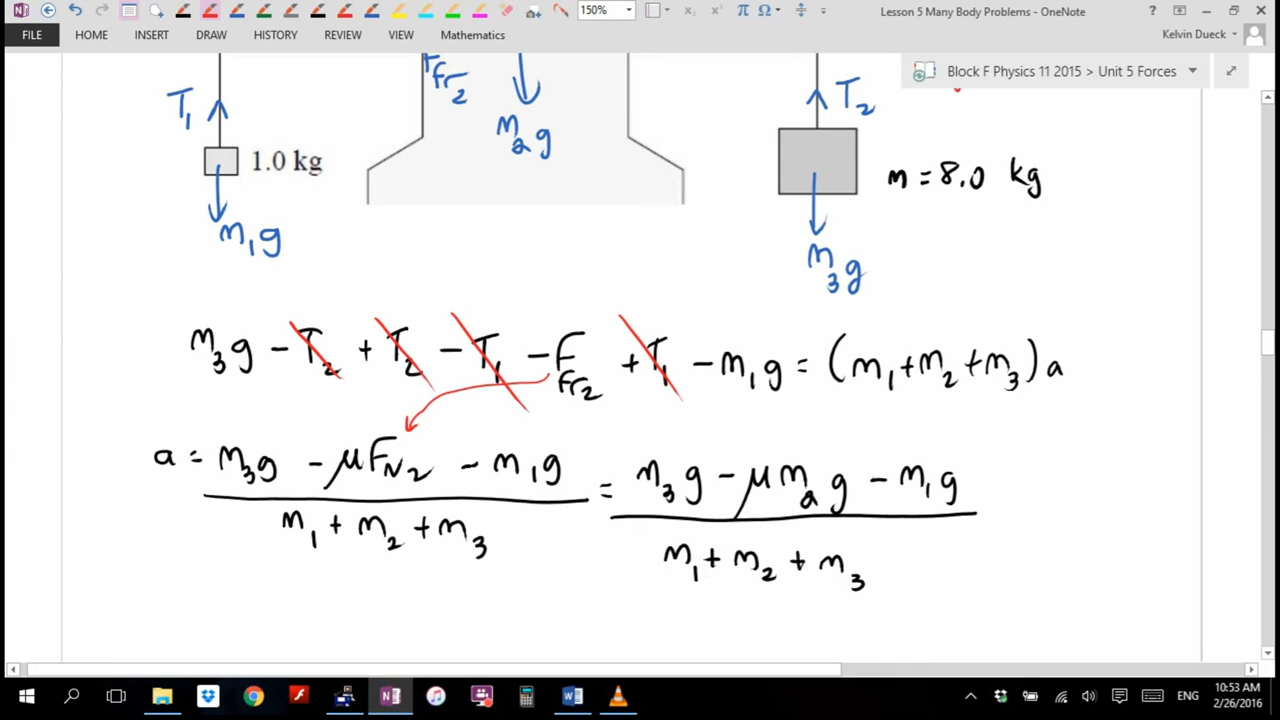 150%
Lesson 5 Many Body Problems - OneNote
FILE HOME INSERT DRAW HISTORY REVIEW VIEW Mathematics
Kelvin Dueck
Block F Physics 11 2015 > Unit 5 Forces
Ffr₂
T₁
T₂
m₂g
1.0 kg
m = 8.0 kg
m₁g
m₃g
m₃g - T₂ + T₂ - T₁ - Ffr₂ + T₁ - m₁g = (m₁+m₂+m₃)a
a = (m₃g - μF_N₂ - m₁g) / (m₁ + m₂ + m₃) = (m₃g - μm₂g - m₁g) / (m₁ + m₂ + m₃)
ENG
10:53 AM
2/26/2016